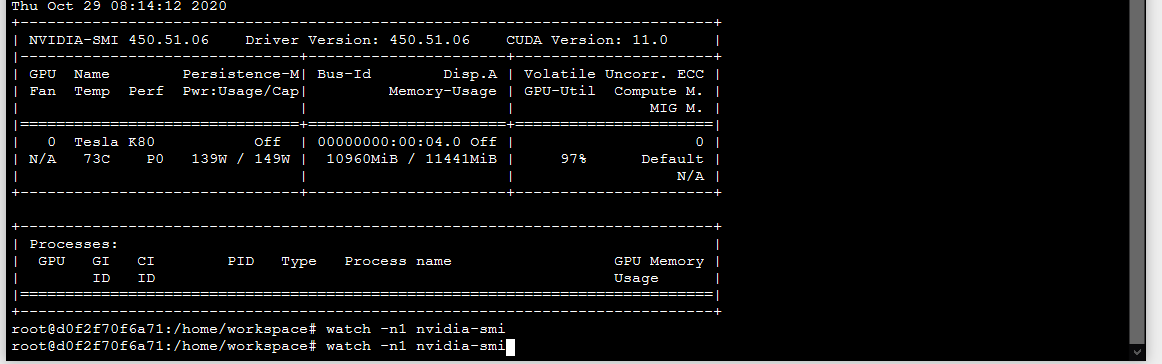 Thu Oct 29 08:14:12 2020
+-----------------------------------------------------------------------------+
| NVIDIA-SMI 450.51.06    Driver Version: 450.51.06    CUDA Version: 11.0     |
|-------------------------------+----------------------+----------------------+
| GPU  Name        Persistence-M| Bus-Id        Disp.A | Volatile Uncorr. ECC |
| Fan  Temp  Perf  Pwr:Usage/Cap|         Memory-Usage | GPU-Util  Compute M. |
|                               |                      |               MIG M. |
|===============================+======================+======================|
|   0  Tesla K80           Off  | 00000000:00:04.0 Off |                    0 |
| N/A   73C    P0   139W / 149W |  10960MiB / 11441MiB |     97%      Default |
|                               |                      |                  N/A |
+-------------------------------+----------------------+----------------------+

+-----------------------------------------------------------------------------+
| Processes:                                                                  |
|  GPU   GI   CI        PID   Type   Process name                  GPU Memory |
|        ID   ID                                                   Usage      |
|=============================================================================|
+-----------------------------------------------------------------------------+
root@d0f2f70f6a71:/home/workspace# watch -n1 nvidia-smi
root@d0f2f70f6a71:/home/workspace# watch -n1 nvidia-smi